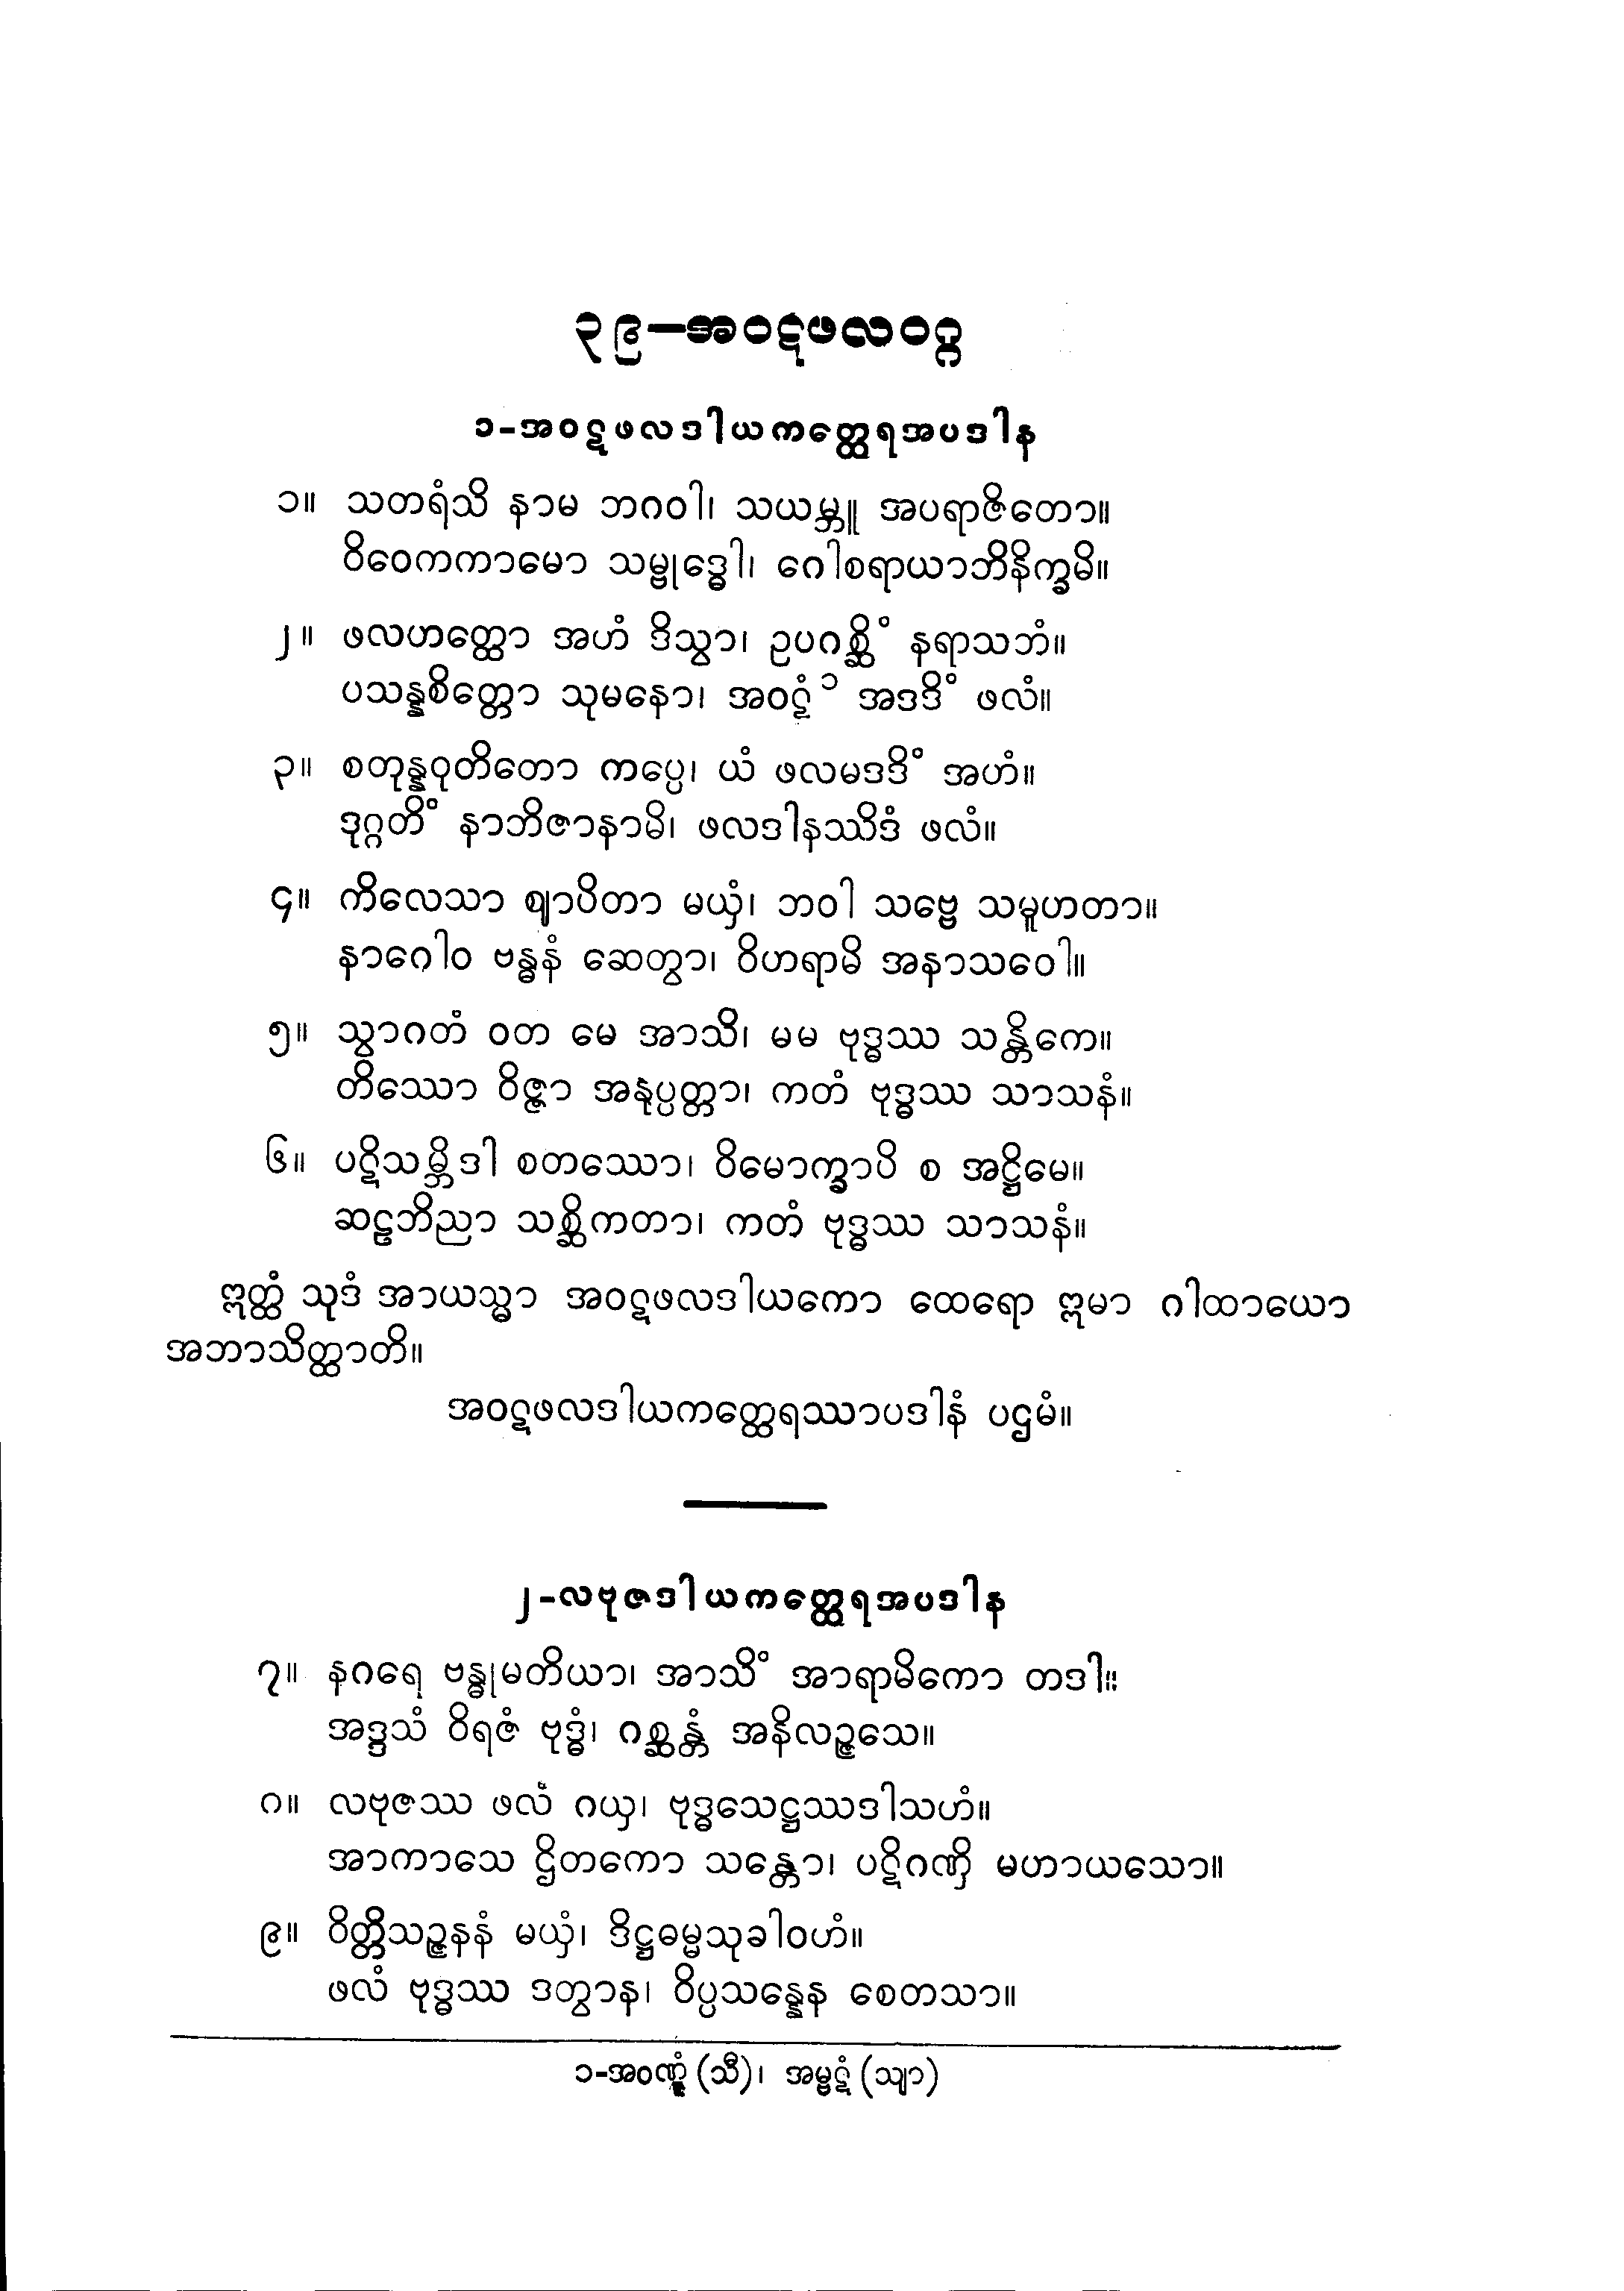 ၃၉−အဝဋဖလဝဂ္ဂ
၁-အဝဋဖလဒါယကတ္ထေရအပဒါန
၁။ သတရံသိ နာမ ဘဂဝါ၊ သယမ္ဘူ အပရာဇိတော။
ဝိဝေကကာမော သမ္ဗုဒ္ဓေါ၊ ဂေါစရာယာဘိနိက္ခမိ။
၂။ ဖလဟတ္ထော အဟံ ဒိသွာ၊ ဥပဂစ္ဆိံ နရာသဘံ။
ပသန္နစိတ္တော သုမနော၊ အဝဋံ၁ အဒဒိံ ဖလံ။
၃။ စတုန္နဝုတိတော ကပ္ပေ၊ ယံ ဖလမဒဒိံ အဟံ။
ဒုဂ္ဂတိံ နာဘိဇာနာမိ၊ ဖလဒါနဿိဒံ ဖလံ။
၄။ ကိလေသာ ဈာပိတာ မယှံ၊ ဘဝါ သဗ္ဗေ သမူဟတာ။
နာဂေါဝ ဗန္ဓနံ ဆေတွာ၊ ဝိဟရာမိ အနာသဝေါ။
၅။ သွာဂတံ ဝတ မေ အာသိ၊ မမ ဗုဒ္ဓဿ သန္တိကေ။
တိဿော ဝိဇ္ဇာ အနုပ္ပတ္တာ၊ ကတံ ဗုဒ္ဓဿ သာသနံ။
၆။ ပဋိသမ္ဘိဒါ စတဿော၊ ဝိမောက္ခာပိ စ အဋ္ဌိမေ။
ဆဠဘိညာ သစ္ဆိကတာ၊ ကတံ ဗုဒ္ဓဿ သာသနံ။
ဣတ္ထံ သုဒံ အာယသ္မာ အဝဋဖလဒါယကော ထေရော ဣမာ ဂါထာယော
အဘာသိတ္ထာတိ။
အဝဋဖလဒါယကတ္ထေရဿာပဒါနံ ပဌမံ။
၂-လဗုဇဒါယကတ္ထေရအပဒါန
၇။ နဂရေ ဗန္ဓုမတိယာ၊ အာသိံ အာရာမိကော တဒါ။
အဒ္ဒသံ ဝိရဇံ ဗုဒ္ဓံ၊ ဂစ္ဆန္တံ အနိလဉ္ဇသေ။
၈။ လဗုဇဿ ဖလံ ဂယှ၊ ဗုဒ္ဓသေဋ္ဌဿဒါသဟံ။
အာကာသေ ဌိတကော သန္တော၊ ပဋိဂဏှိ မဟာယသော။
၉။ ဝိတ္တိသဉ္ဇနနံ မယှံ၊ ဒိဋ္ဌဓမ္မသုခါဝဟံ။
ဖလံ ဗုဒ္ဓဿ ဒတွာန၊ ဝိပ္ပသန္နေန စေတသာ။
၁-အဝဏ္ဋံ (သီ)၊ အမ္ဗဋံ (သျာ)